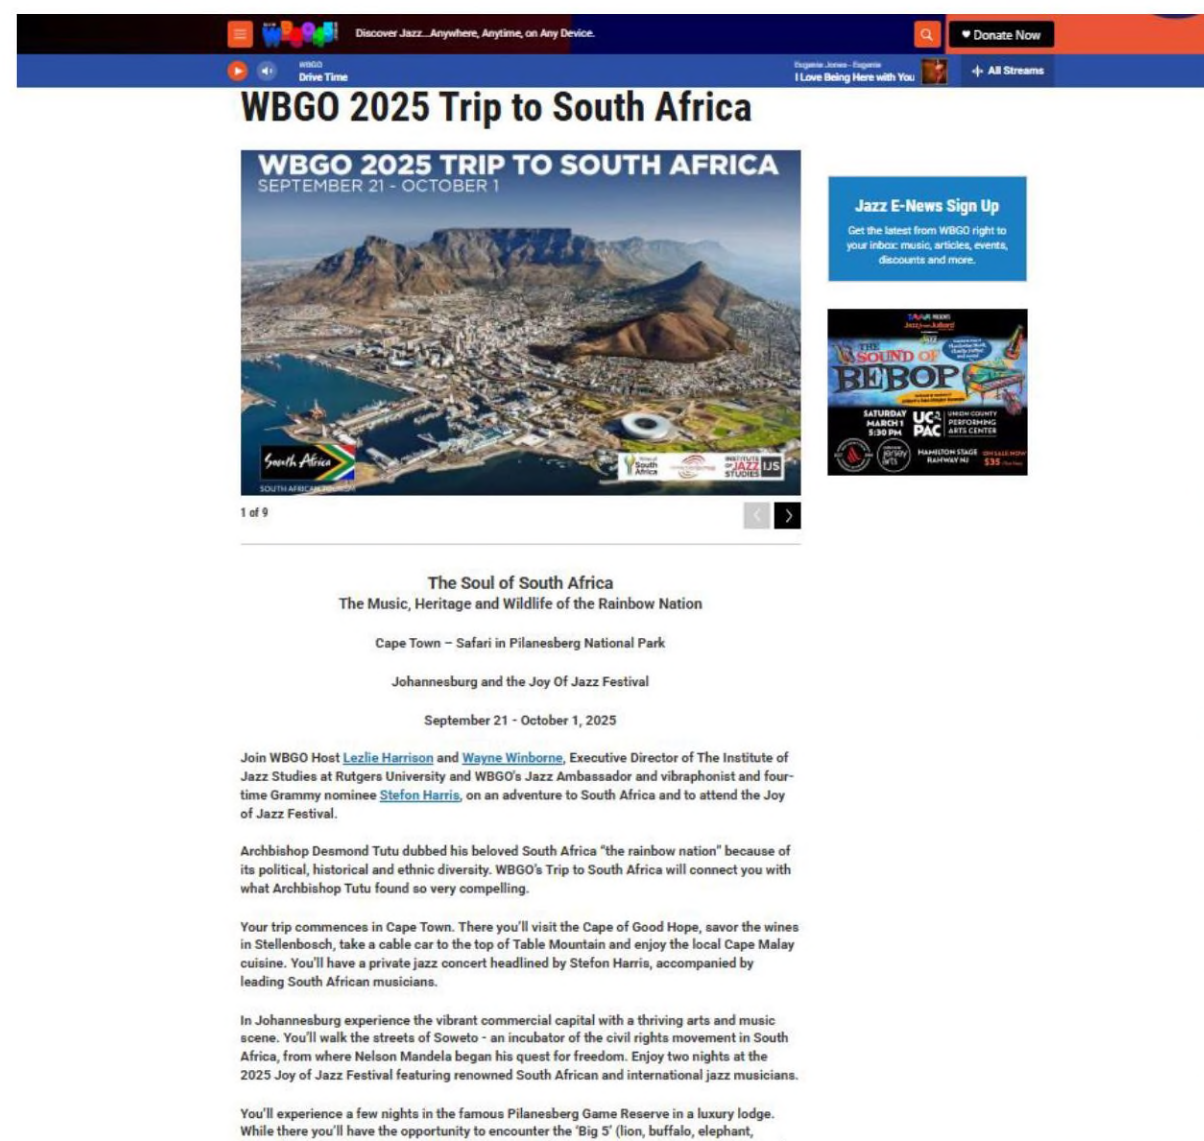 WBGO
Discover Jazz...Anywhere, Anytime, on Any Device.
Donate Now
WBGO
Drive Time
Eugenie Jones - Eugenie
I Love Being Here with You
All Streams
WBGO 2025 Trip to South Africa
WBGO 2025 TRIP TO SOUTH AFRICA
SEPTEMBER 21 - OCTOBER 1
South Africa
SOUTH AFRICAN TOURISM
South
Africa
INSTITUTE
OF JAZZ
STUDIES
IJS
1 of 9
Jazz E-News Sign Up
Get the latest from WBGO right to
your inbox: music, articles, events,
discounts and more.
PRESENTS
THE
SOUND OF
BEBOP
SATURDAY
MARCH 1
5:30 PM
UC
PAC
UNION COUNTY
PERFORMING
ARTS CENTER
jersey
arts
HAMILTON STAGE
RAHWAY NJ
ON SALE NOW
$35
The Soul of South Africa
The Music, Heritage and Wildlife of the Rainbow Nation
Cape Town – Safari in Pilanesberg National Park
Johannesburg and the Joy Of Jazz Festival
September 21 - October 1, 2025
Join WBGO Host Lezlie Harrison and Wayne Winborne, Executive Director of The Institute of
Jazz Studies at Rutgers University and WBGO's Jazz Ambassador and vibraphonist and four-
time Grammy nominee Stefon Harris, on an adventure to South Africa and to attend the Joy
of Jazz Festival.
Archbishop Desmond Tutu dubbed his beloved South Africa “the rainbow nation” because of
its political, historical and ethnic diversity. WBGO's Trip to South Africa will connect you with
what Archbishop Tutu found so very compelling.
Your trip commences in Cape Town. There you’ll visit the Cape of Good Hope, savor the wines
in Stellenbosch, take a cable car to the top of Table Mountain and enjoy the local Cape Malay
cuisine. You’ll have a private jazz concert headlined by Stefon Harris, accompanied by
leading South African musicians.
In Johannesburg experience the vibrant commercial capital with a thriving arts and music
scene. You’ll walk the streets of Soweto - an incubator of the civil rights movement in South
Africa, from where Nelson Mandela began his quest for freedom. Enjoy two nights at the
2025 Joy of Jazz Festival featuring renowned South African and international jazz musicians.
You’ll experience a few nights in the famous Pilanesberg Game Reserve in a luxury lodge.
While there you’ll have the opportunity to encounter the ‘Big 5’ (lion, buffalo, elephant,